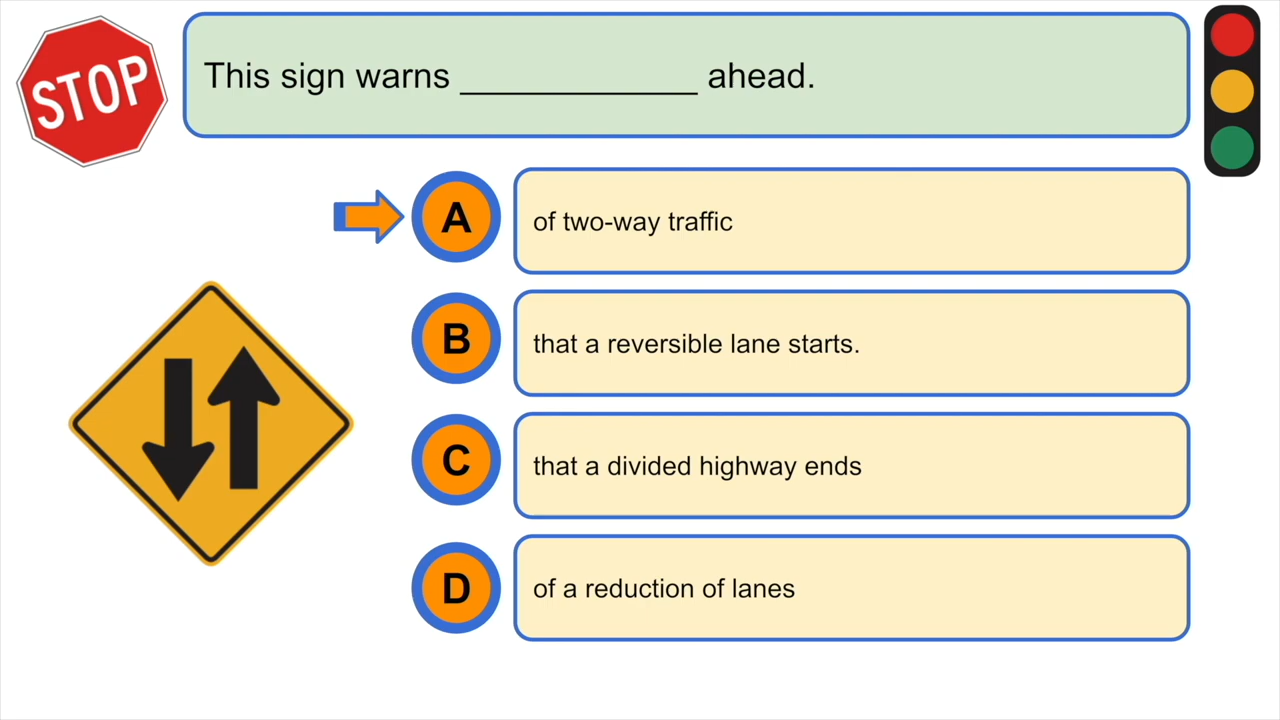 STOP
This sign warns _____________ ahead.
A
of two-way traffic
B
that a reversible lane starts.
C
that a divided highway ends
D
of a reduction of lanes